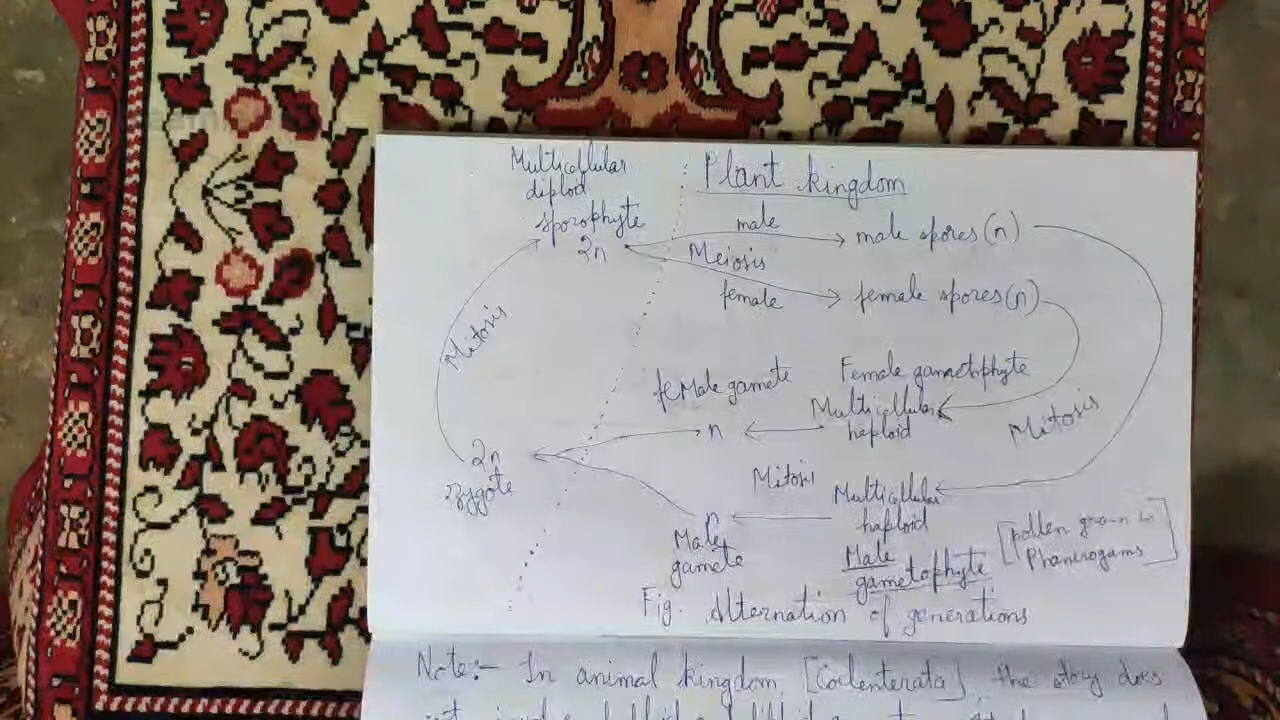 Plant kingdom
Multicellular
diploid
sporophyte
2n
male
male spores (n)
Meiosis
female
female spores (n)
Mitosis
female gamete
Female gametophyte
Multicellular
haploid
n
Mitosis
2n
zygote
Mitosis
Multicellular
haploid
n
Male
gamete
Male
gametophyte
[pollen grain in
Phanerogams]
Fig. Alternation of generations
Note:- In animal kingdom, [Coelenterata], the story does